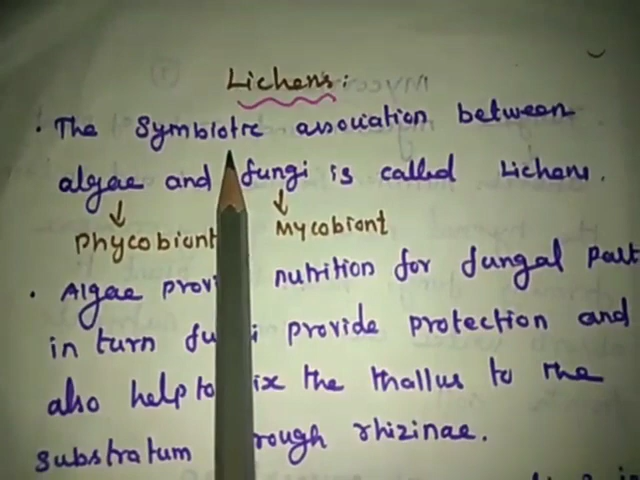 Lichens:
• The Symbiotic association between
algae and fungi is called Lichens.
Phycobiont Mycobiont
• Algae provi nutrition for fungal part
in turn fu i provide protection and
also help to ix the thallus to the
substratum rough rhizinae.